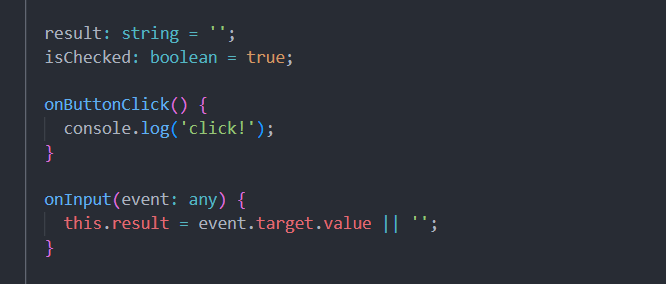 result: string = '';
isChecked: boolean = true;
onButtonClick() {
console.log('click!');
}
onInput(event: any) {
this.result = event.target.value || '';
}